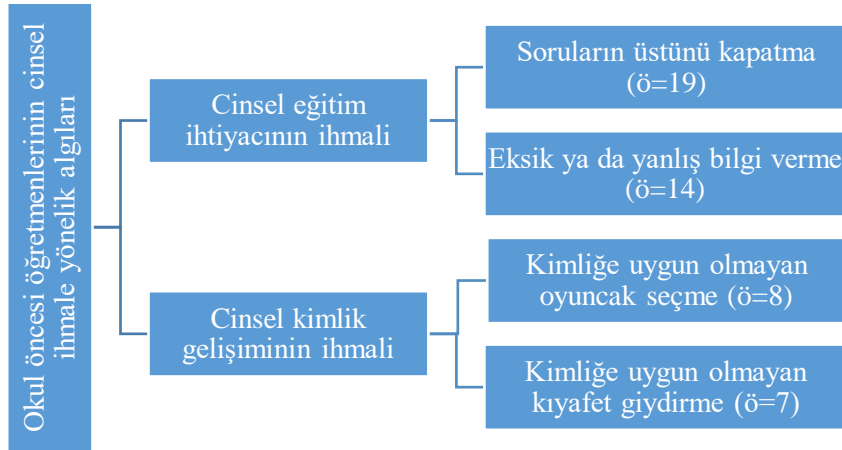 Okul öncesi öğretmenlerinin cinsel
ihmale yönelik algıları
Cinsel eğitim
ihtiyacının ihmali
Soruların üstünü kapatma
(ö=19)
Eksik ya da yanlış bilgi verme
(ö=14)
Cinsel kimlik
gelişiminin ihmali
Kimliğe uygun olmayan
oyuncak seçme (ö=8)
Kimliğe uygun olmayan
kıyafet giydirme (ö=7)